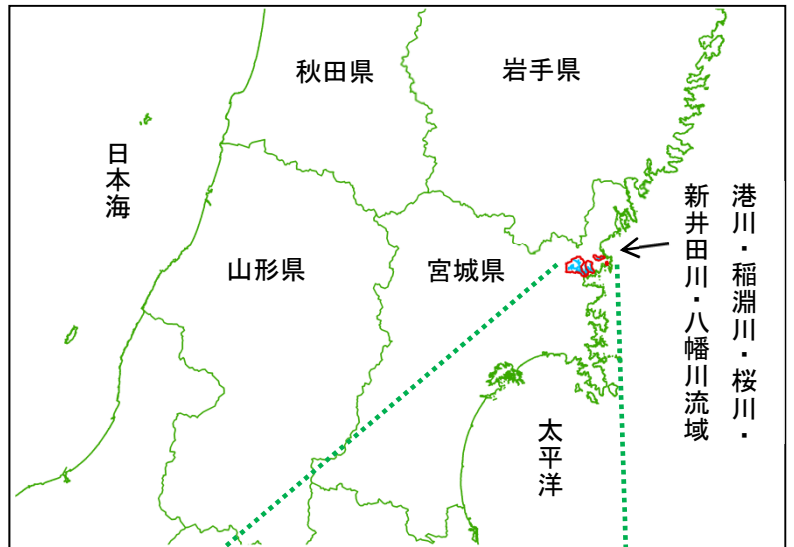 秋田県
岩手県
日本海
山形県
宮城県
港川・稲淵川・桜川・
新井田川・八幡川流域
太平洋